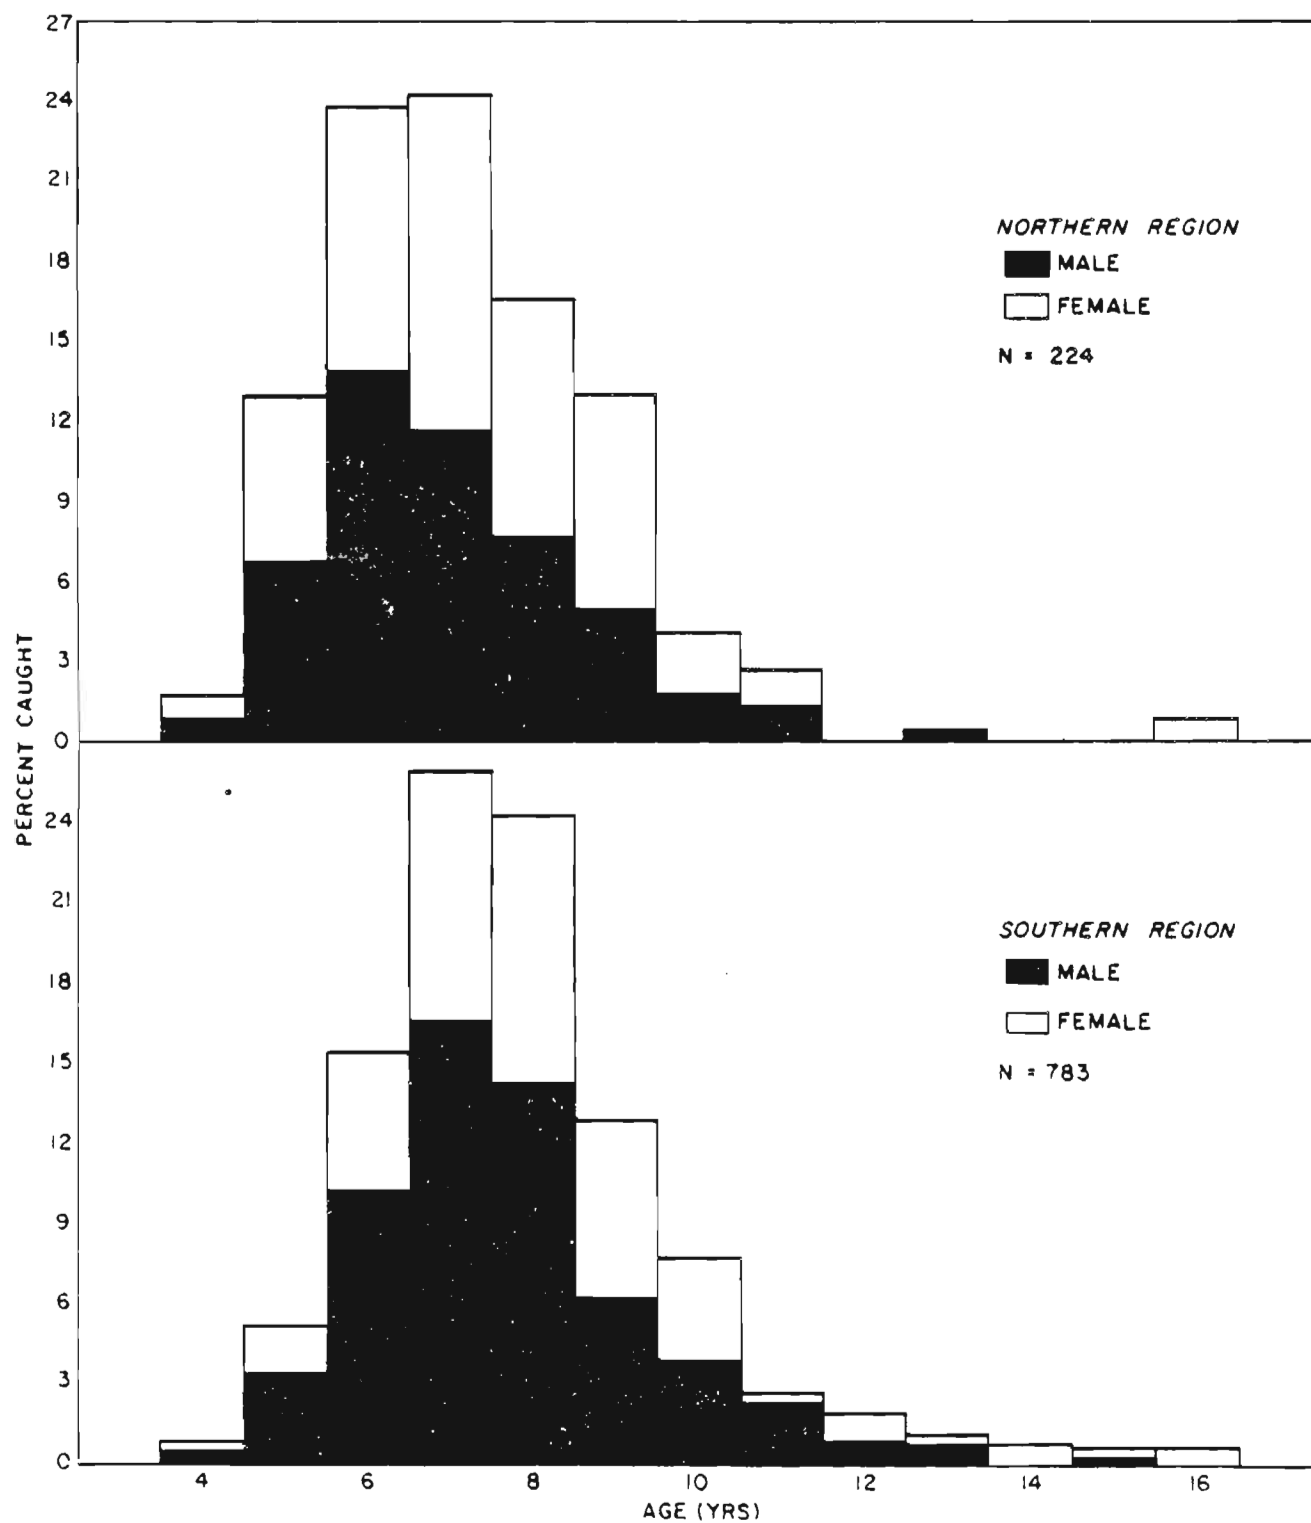 27
24
21
18
15
12
9
6
3
0
NORTHERN REGION
MALE
FEMALE
N = 224
PERCENT CAUGHT
24
21
18
15
12
9
6
3
0
SOUTHERN REGION
MALE
FEMALE
N = 783
4 6 8 10 12 14 16
AGE (YRS)